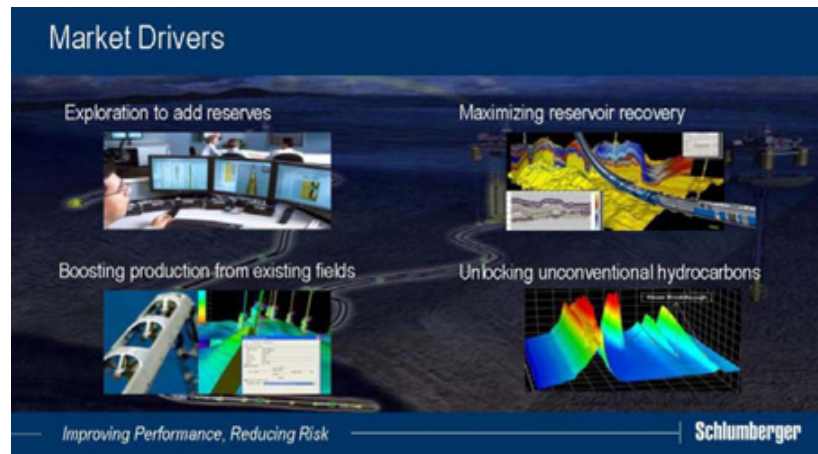 Market Drivers
Exploration to add reserves
Maximizing reservoir recovery
Boosting production from existing fields
Unlocking unconventional hydrocarbons
Improving Performance, Reducing Risk
Schlumberger